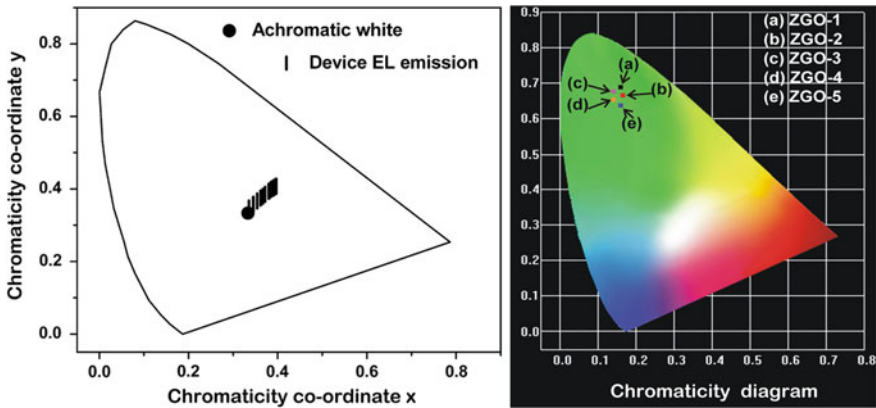 0.8
0.6
0.4
0.2
0.0
Chromaticity co-ordinate y
Achromatic white
Device EL emission
0.0 0.2 0.4 0.6 0.8
Chromaticity co-ordinate x
0.9
0.8
0.7
0.6
0.5
0.4
0.3
0.2
0.1
0.0
(a) ZGO-1
(b) ZGO-2
(c) ZGO-3
(d) ZGO-4
(e) ZGO-5
(a)
(c)
(b)
(d)
(e)
0.0 0.1 0.2 0.3 0.4 0.5 0.6 0.7 0.8
Chromaticity diagram